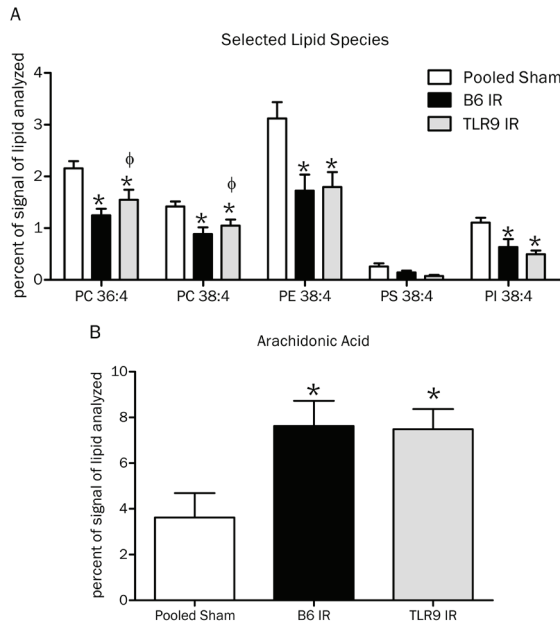 A
Selected Lipid Species
percent of signal of lipid analyzed
4
3
2
1
0
Pooled Sham
B6 IR
TLR9 IR
* ϕ * * ϕ * * * * *
PC 36:4 PC 38:4 PE 38:4 PS 38:4 PI 38:4
B
Arachidonic Acid
percent of signal of lipid analyzed
10
8
6
4
2
0
* *
Pooled Sham B6 IR TLR9 IR